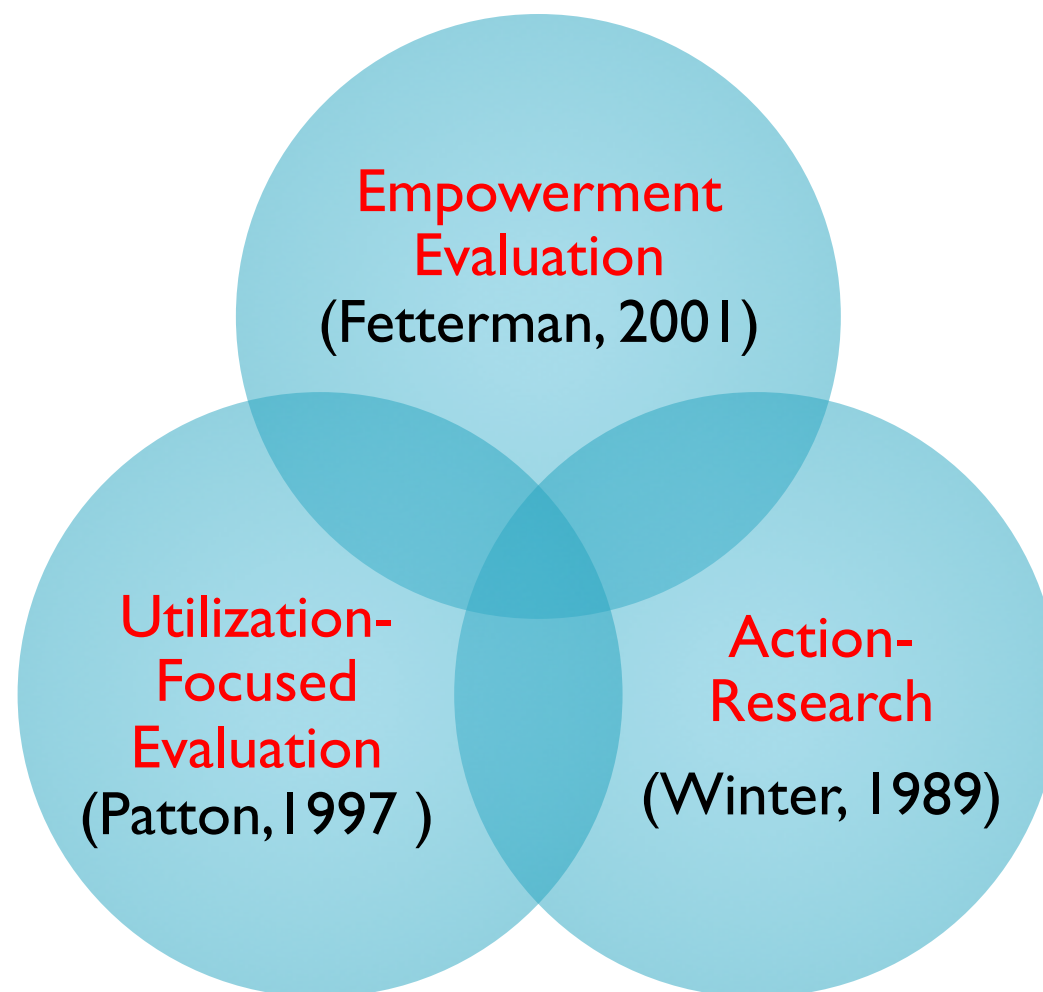 Empowerment
Evaluation
(Fetterman, 2001)
Utilization-
Focused
Evaluation
(Patton,1997 )
Action-
Research
(Winter, 1989)